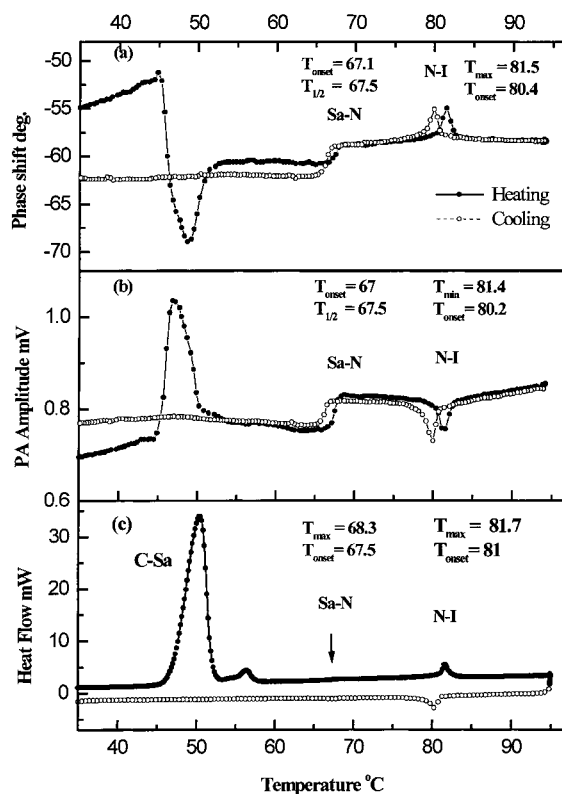 40 50 60 70 80 90
(a)
T_onset = 67.1
T_1/2 = 67.5
Sa-N
N-I
T_max = 81.5
T_onset = 80.4
-50
-55
-60
-65
-70
Phase shift deg.
Heating
Cooling
(b)
T_onset = 67
T_1/2 = 67.5
Sa-N
T_min = 81.4
T_onset = 80.2
N-I
1.0
0.8
0.6
PA Amplitude mV
(c)
C-Sa
T_max = 68.3
T_onset = 67.5
Sa-N
T_max = 81.7
T_onset = 81
N-I
30
20
10
0
Heat Flow mW
40 50 60 70 80 90
Temperature °C